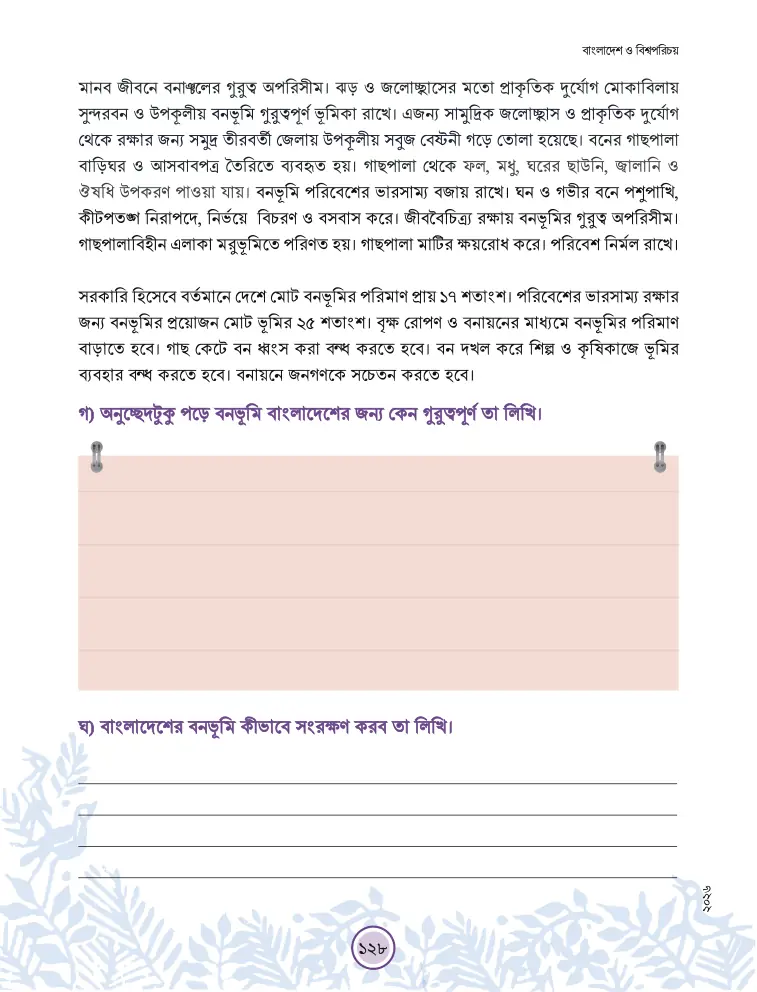 বাংলাদেশ ও বিশ্বপরিচয়
মানব জীবনে বনাঞ্চলের গুরুত্ব অপরিসীম। ঝড় ও জলোচ্ছ্বাসের মতো প্রাকৃতিক দুর্যোগ মোকাবিলায়
সুন্দরবন ও উপকূলীয় বনভূমি গুরুত্বপূর্ণ ভূমিকা রাখে। এজন্য সামুদ্রিক জলোচ্ছ্বাস ও প্রাকৃতিক দুর্যোগ
থেকে রক্ষার জন্য সমুদ্র তীরবর্তী জেলায় উপকূলীয় সবুজ বেষ্টনী গড়ে তোলা হয়েছে। বনের গাছপালা
বাড়িঘর ও আসবাবপত্র তৈরিতে ব্যবহৃত হয়। গাছপালা থেকে ফল, মধু, ঘরের ছাউনি, জ্বালানি ও
ঔষধি উপকরণ পাওয়া যায়। বনভূমি পরিবেশের ভারসাম্য বজায় রাখে। ঘন ও গভীর বনে পশুপাখি,
কীটপতঙ্গ নিরাপদে, নির্ভয়ে বিচরণ ও বসবাস করে। জীববৈচিত্র্য রক্ষায় বনভূমির গুরুত্ব অপরিসীম।
গাছপালাবিহীন এলাকা মরুভূমিতে পরিণত হয়। গাছপালা মাটির ক্ষয়রোধ করে। পরিবেশ নির্মল রাখে।
সরকারি হিসেবে বর্তমানে দেশে মোট বনভূমির পরিমাণ প্রায় ১৭ শতাংশ। পরিবেশের ভারসাম্য রক্ষার
জন্য বনভূমির প্রয়োজন মোট ভূমির ২৫ শতাংশ। বৃক্ষ রোপণ ও বনায়নের মাধ্যমে বনভূমির পরিমাণ
বাড়াতে হবে। গাছ কেটে বন ধ্বংস করা বন্ধ করতে হবে। বন দখল করে শিল্প ও কৃষিকাজে ভূমির
ব্যবহার বন্ধ করতে হবে। বনায়নে জনগণকে সচেতন করতে হবে।
গ) অনুচ্ছেদটুকু পড়ে বনভূমি বাংলাদেশের জন্য কেন গুরুত্বপূর্ণ তা লিখি।
ঘ) বাংলাদেশের বনভূমি কীভাবে সংরক্ষণ করব তা লিখি।
২০২৬
১২৮